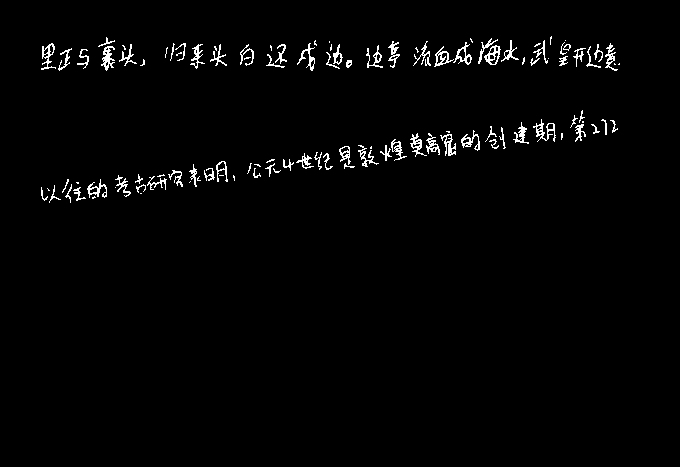 里正与裹头，归来头白还戍边。边亭流血成海水，武皇开边意
以往的考古研究表明，公元4世纪是敦煌莫高窟的创建期，第272